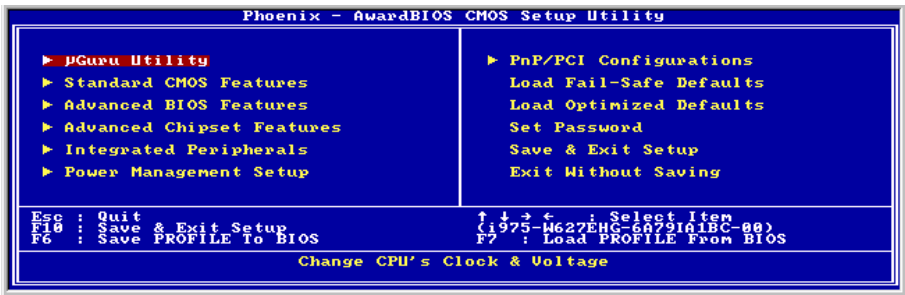 Phoenix - AwardBIOS CMOS Setup Utility
► µGuru Utility
► Standard CMOS Features
► Advanced BIOS Features
► Advanced Chipset Features
► Integrated Peripherals
► Power Management Setup
► PnP/PCI Configurations
Load Fail-Safe Defaults
Load Optimized Defaults
Set Password
Save & Exit Setup
Exit Without Saving
Esc : Quit
F10 : Save & Exit Setup
F6 : Save PROFILE To BIOS
↑ ↓ → ← : Select Item
(i975-W627EHG-6A79IA1BC-00)
F7 : Load PROFILE From BIOS
Change CPU's Clock & Voltage